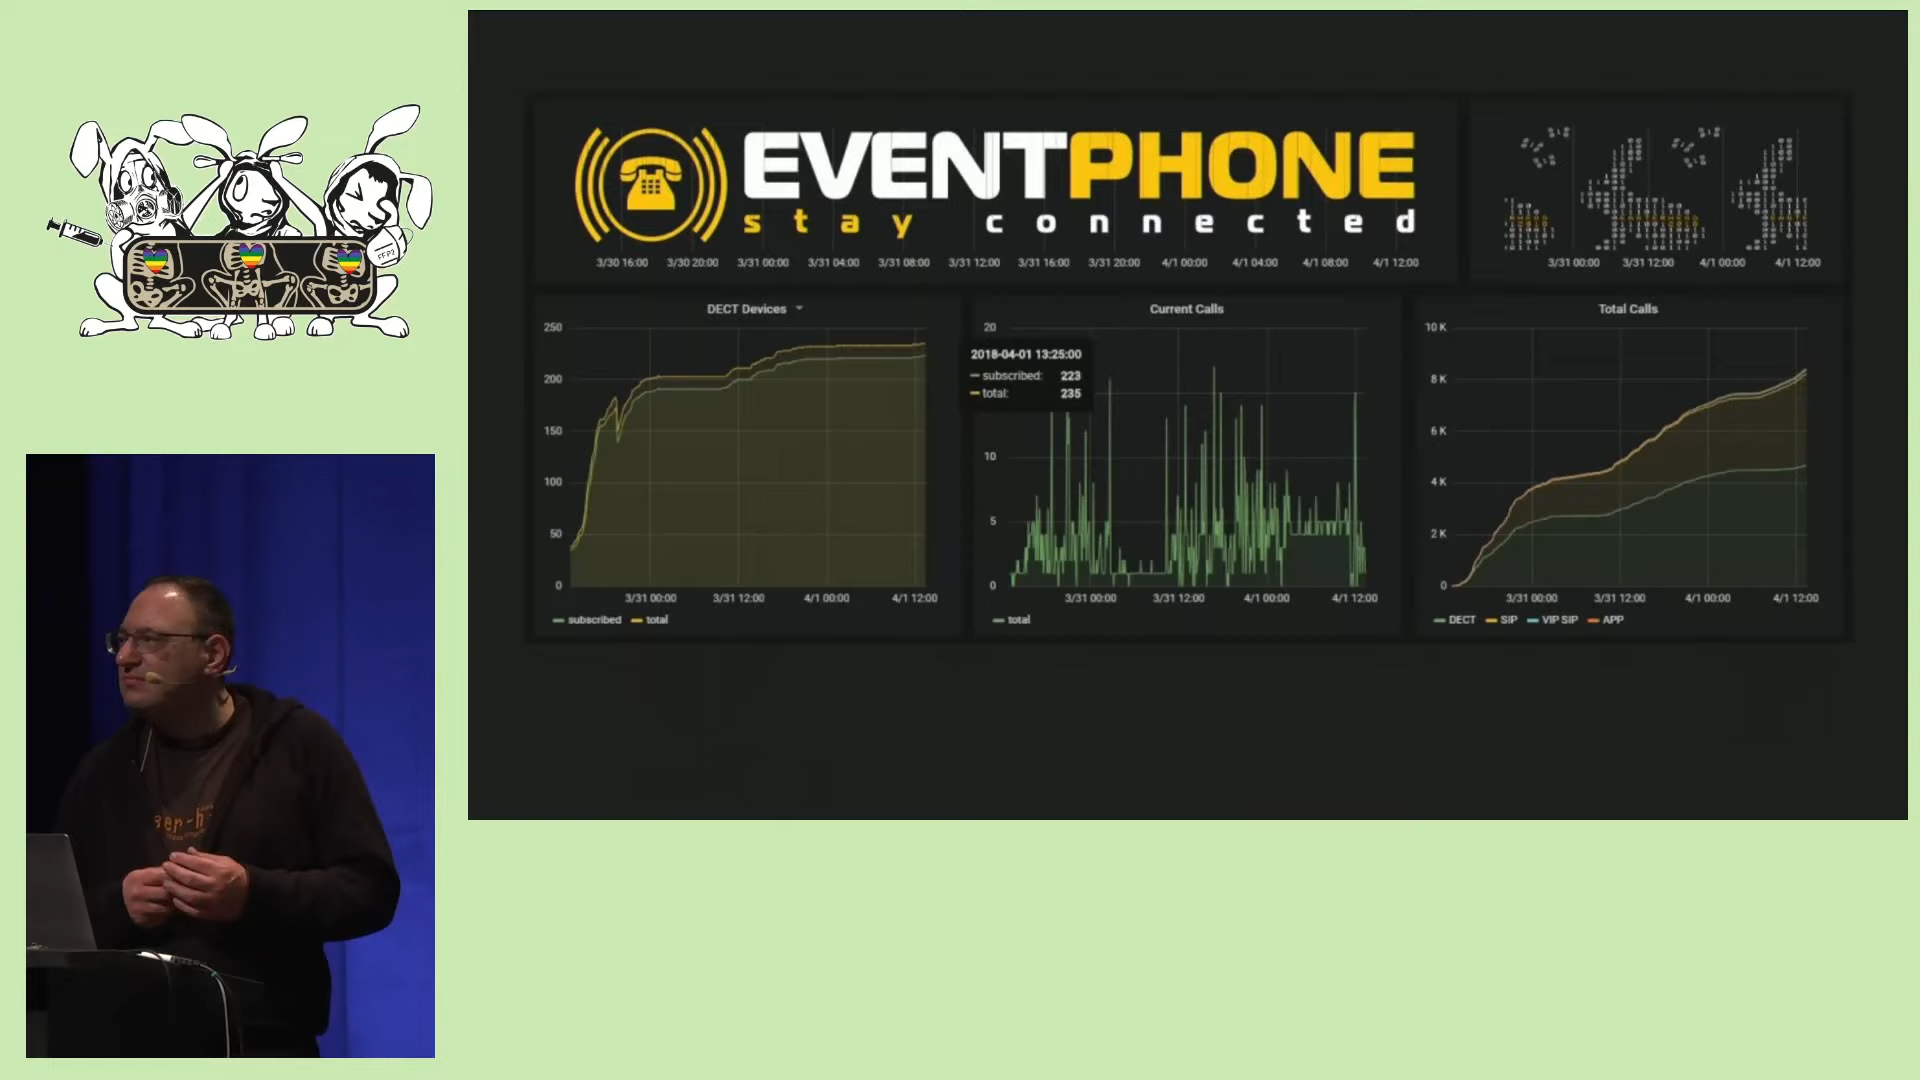 FFP2
EVENTPHONE
stay connected
3/30 16:00 3/30 20:00 3/31 00:00 3/31 04:00 3/31 08:00 3/31 12:00 3/31 16:00 3/31 20:00 4/1 00:00 4/1 04:00 4/1 08:00 4/1 12:00
3/31 00:00 3/31 12:00 4/1 00:00 4/1 12:00
DECT Devices
250
200
150
100
50
0
3/31 00:00 3/31 12:00 4/1 00:00 4/1 12:00
subscribed total
2018-04-01 13:25:00
subscribed: 223
total: 235
Current Calls
20
10
5
0
3/31 00:00 3/31 12:00 4/1 00:00 4/1 12:00
total
Total Calls
10 K
8 K
6 K
4 K
2 K
0
3/31 00:00 3/31 12:00 4/1 00:00 4/1 12:00
DECT SIP VIP SIP APP